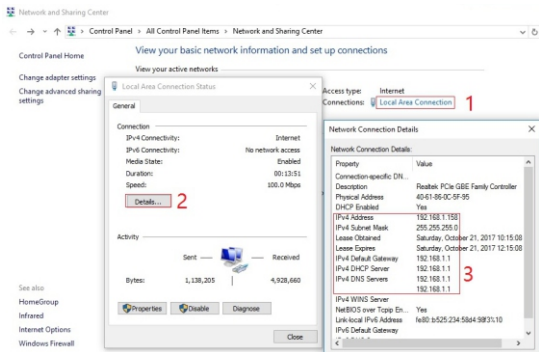 Network and Sharing Center
Control Panel > All Control Panel Items > Network and Sharing Center
Control Panel Home
Change adapter settings
Change advanced sharing
settings
View your basic network information and set up connections
View your active networks
Access type: Internet
Connections: Local Area Connection
1
Local Area Connection Status
General
Connection
IPv4 Connectivity: Internet
IPv6 Connectivity: No network access
Media State: Enabled
Duration: 00:13:51
Speed: 100.0 Mbps
Details...
2
Activity
Sent Received
Bytes: 1,138,205 4,928,660
Properties Disable Diagnose
Close
Network Connection Details
Network Connection Details:
Property Value
Connection-specific DN...
Description Realtek PCIe GBE Family Controller
Physical Address 40-61-86-0C-5F-95
DHCP Enabled Yes
IPv4 Address 192.168.1.158
IPv4 Subnet Mask 255.255.255.0
Lease Obtained Saturday, October 21, 2017 10:15:08
Lease Expires Saturday, October 21, 2017 12:15:08
IPv4 Default Gateway 192.168.1.1
IPv4 DHCP Server 192.168.1.1
IPv4 DNS Servers 192.168.1.1
192.168.1.1
3
IPv4 WINS Server
NetBIOS over Tcpip En... Yes
Link-local IPv6 Address fe80::b525:234:58d4:98f3%10
IPv6 Default Gateway
See also
HomeGroup
Infrared
Internet Options
Windows Firewall